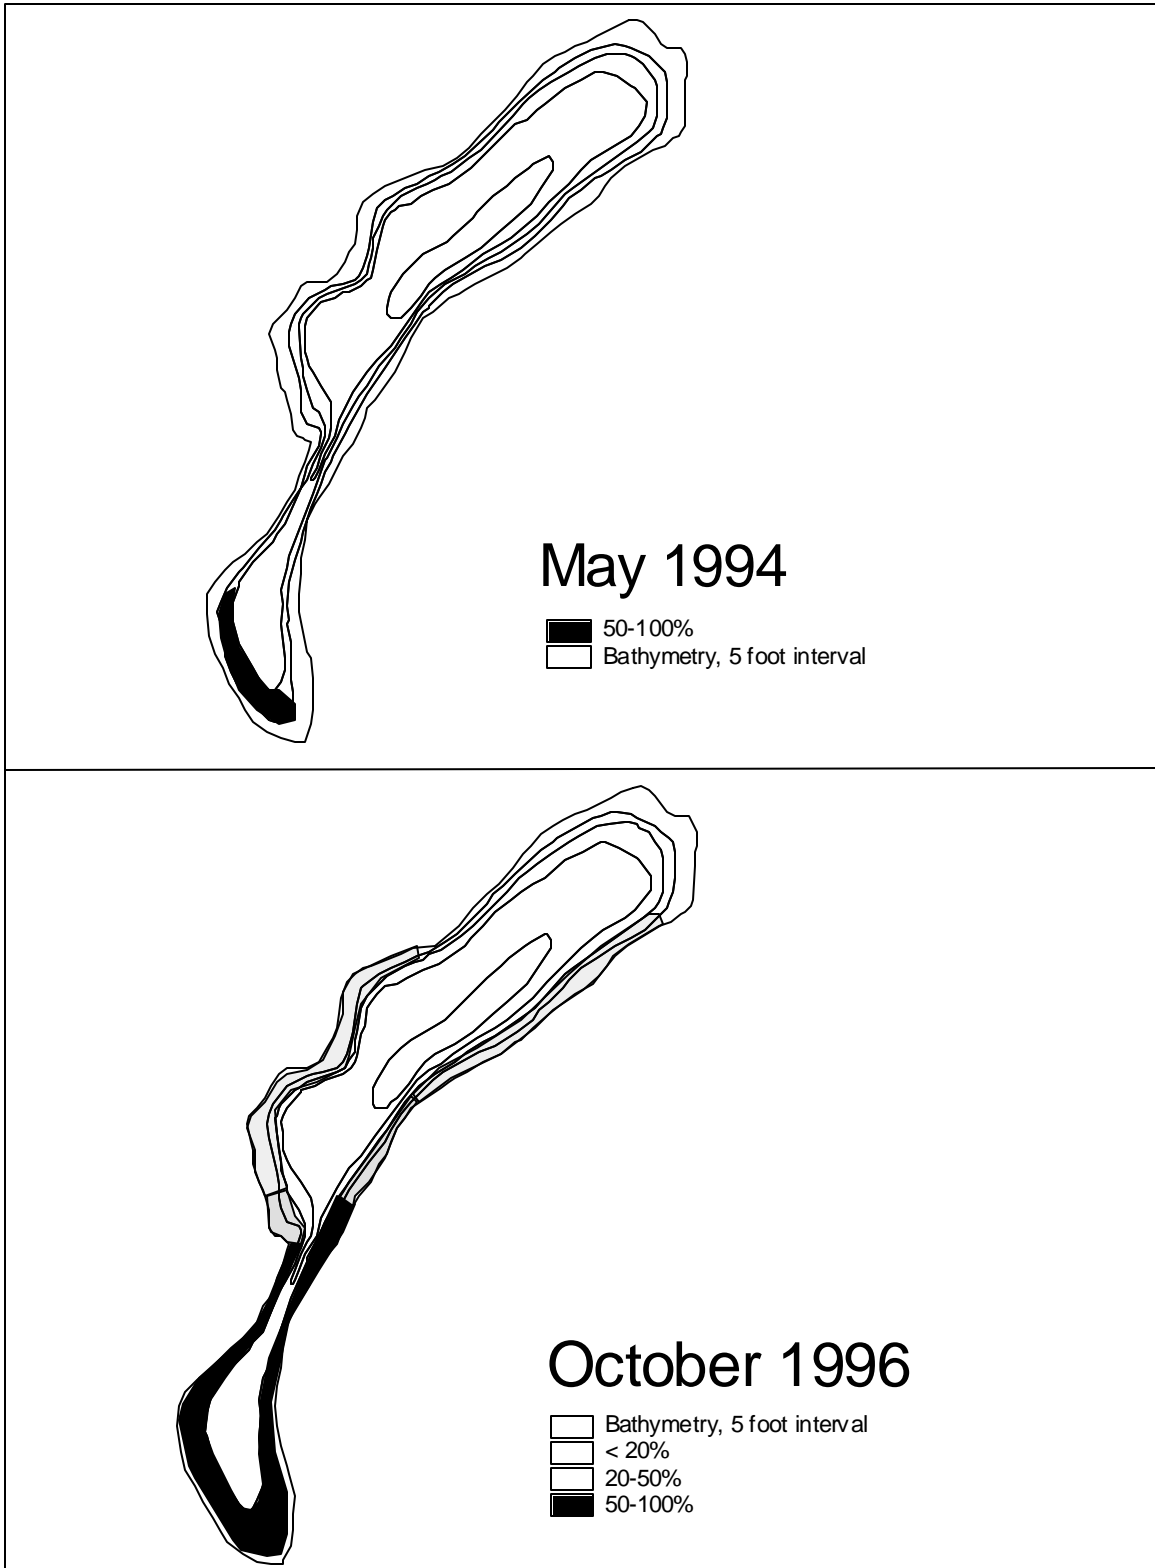 May 1994
50-100%
Bathymetry, 5 foot interval
October 1996
Bathymetry, 5 foot interval
< 20%
20-50%
50-100%